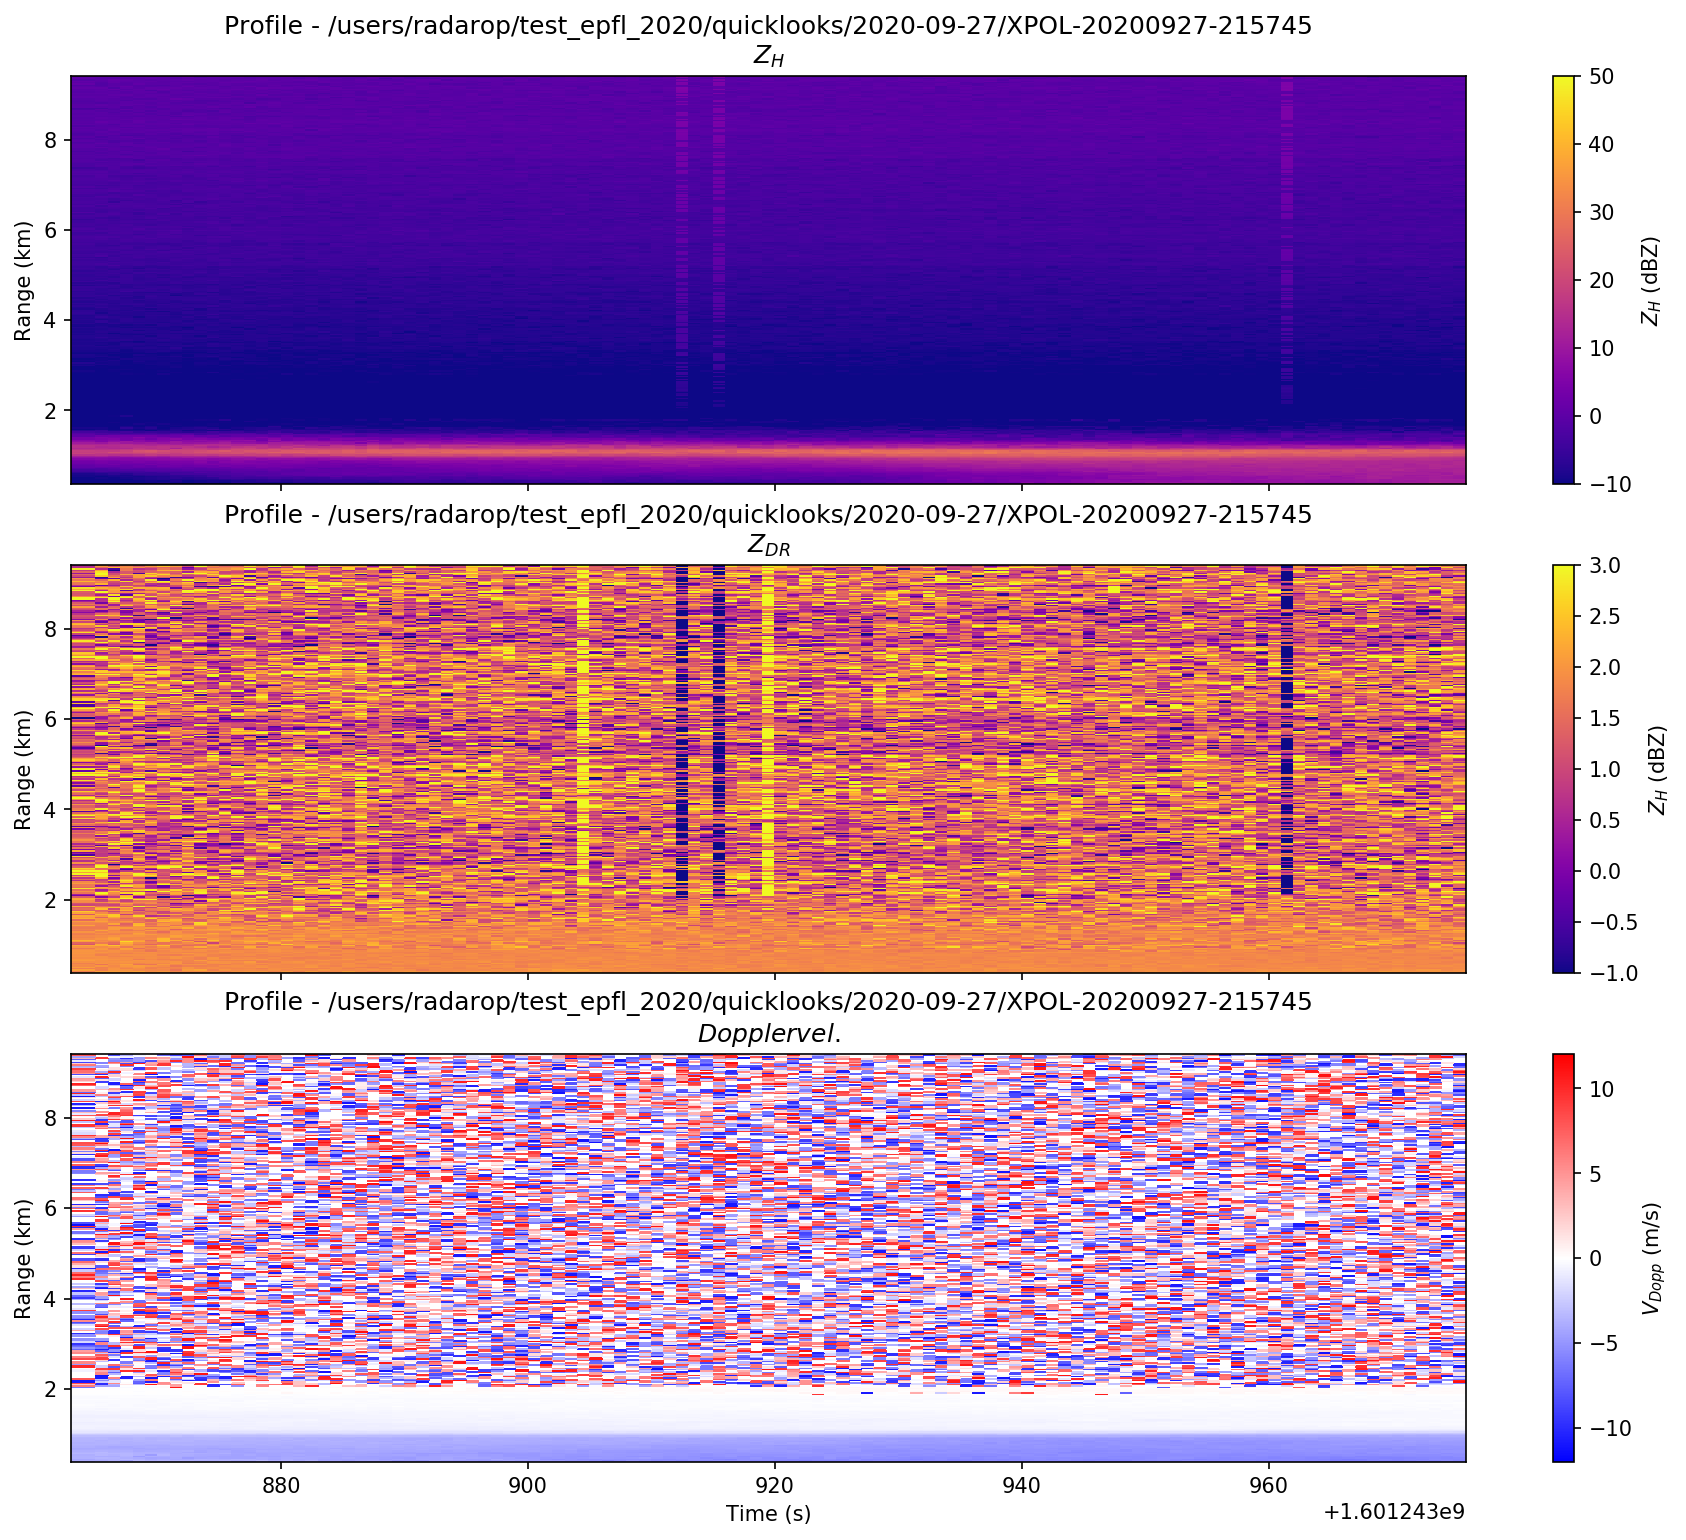 Profile - /users/radarop/test_epfl_2020/quicklooks/2020-09-27/XPOL-20200927-215745
Z_H
8
6
4
2
Range (km)
50
40
30
20
10
0
−10
Z_H (dBZ)
Profile - /users/radarop/test_epfl_2020/quicklooks/2020-09-27/XPOL-20200927-215745
Z_DR
8
6
4
2
Range (km)
3.0
2.5
2.0
1.5
1.0
0.5
0.0
−0.5
−1.0
Z_H (dBZ)
Profile - /users/radarop/test_epfl_2020/quicklooks/2020-09-27/XPOL-20200927-215745
Dopplervel.
8
6
4
2
Range (km)
880 900 920 940 960
Time (s)
+1.601243e9
10
5
0
−5
−10
V_Dopp (m/s)